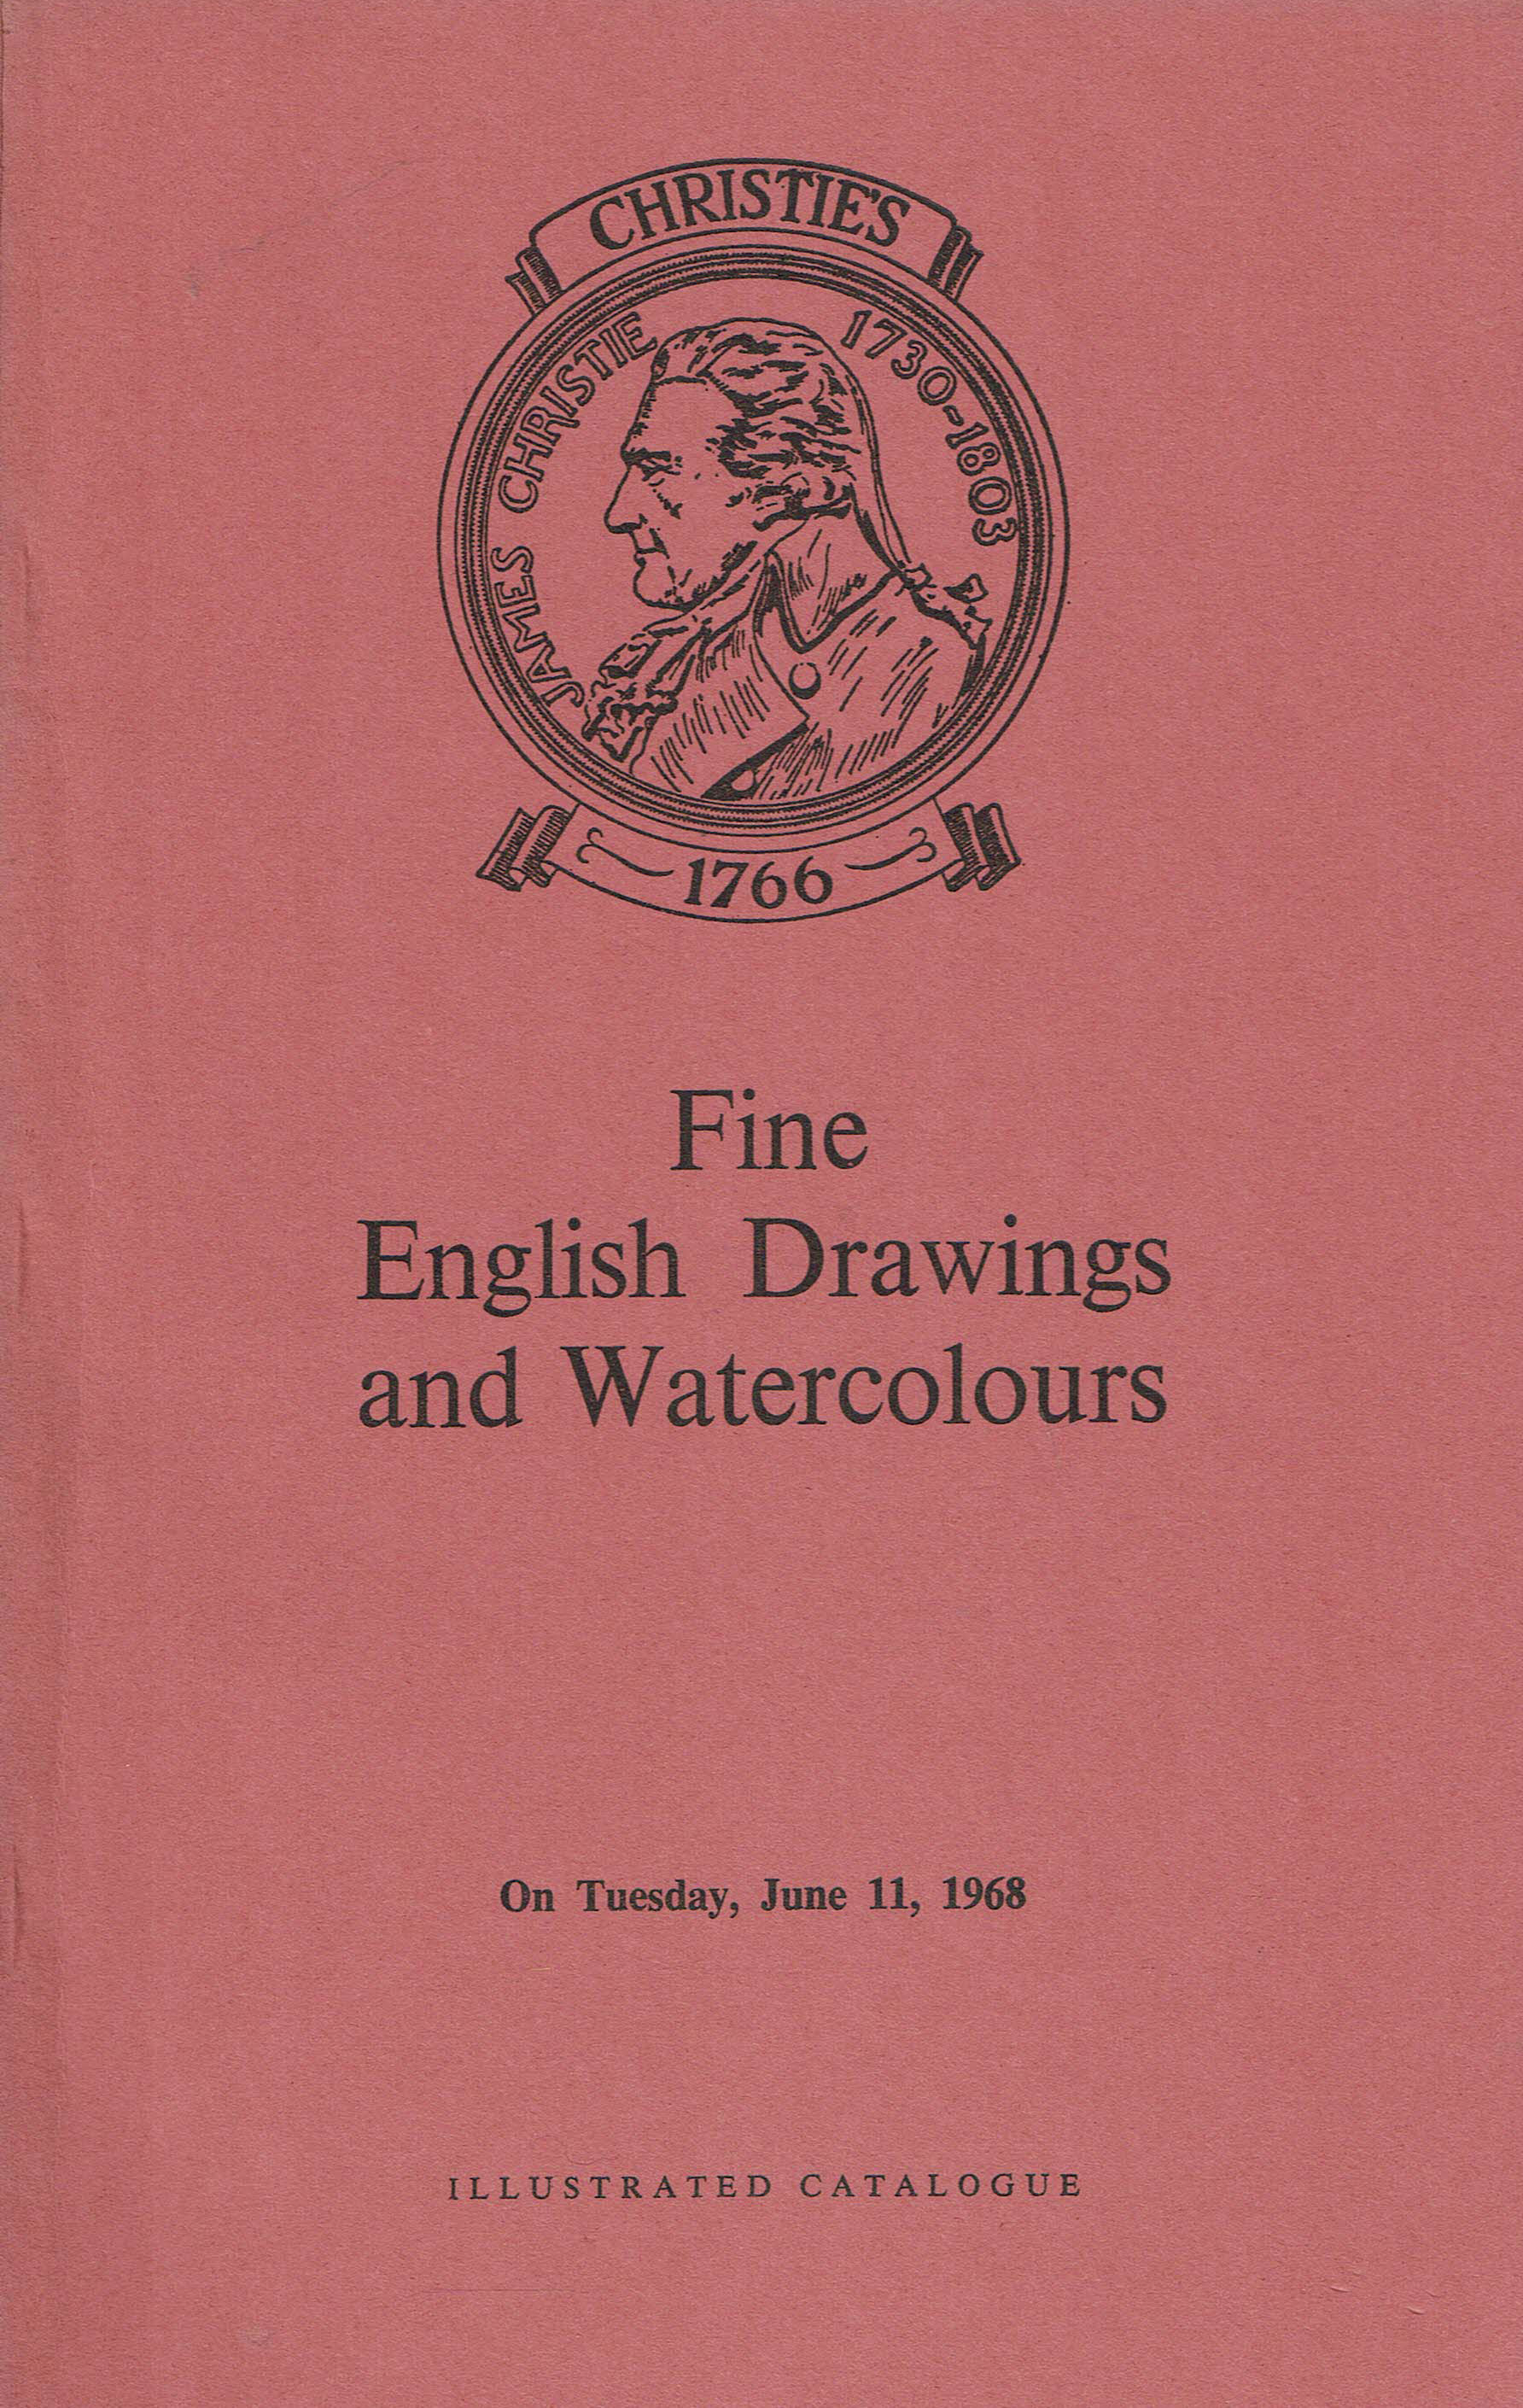 CHRISTIE'S
JAMES CHRISTIE 1730-1803
1766
Fine
English Drawings
and Watercolours
On Tuesday, June 11, 1968
ILLUSTRATED CATALOGUE